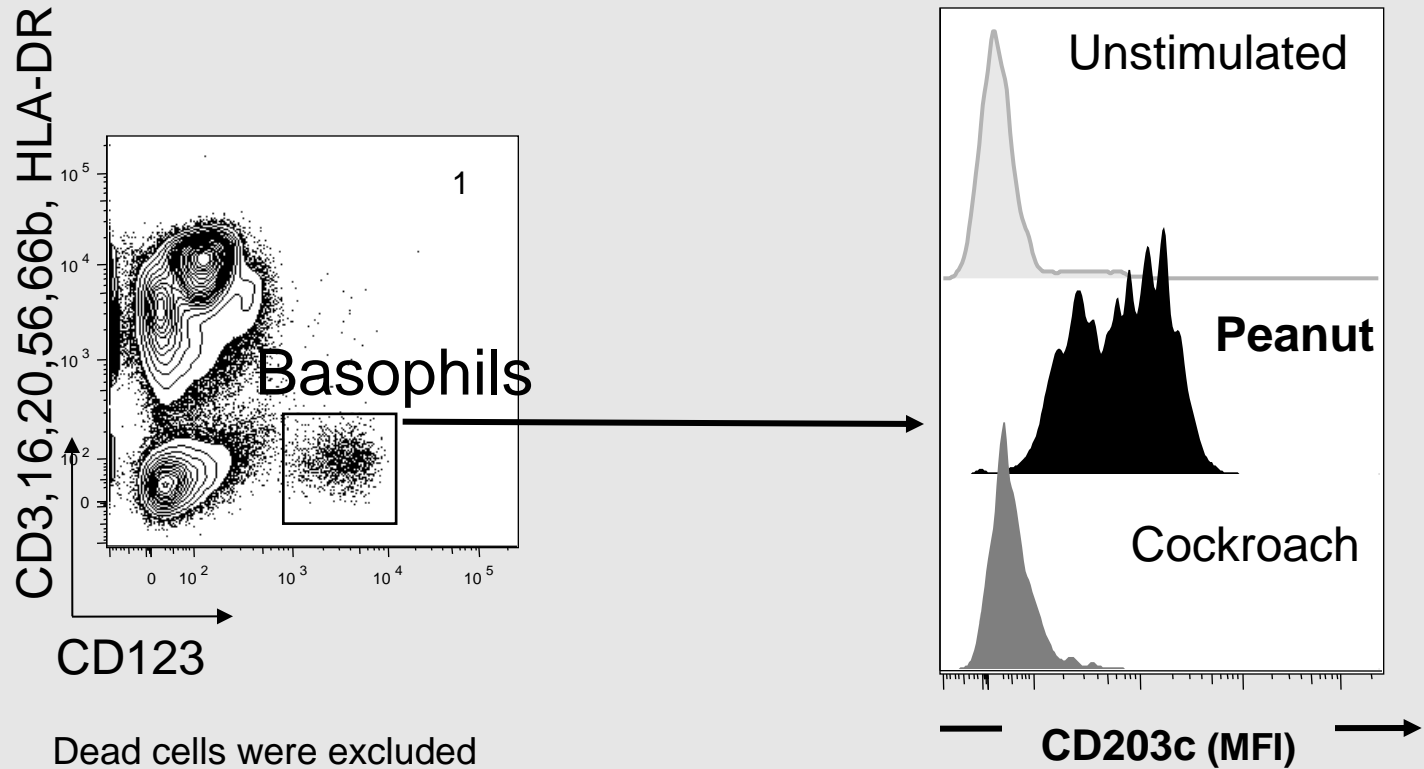 CD3,16,20,56,66b, HLA-DR
10 5
10 4
10 3
10 2
0
1
Basophils
0 10 2 10 3 10 4 10 5
CD123
Dead cells were excluded
Unstimulated
Peanut
Cockroach
CD203c (MFI)